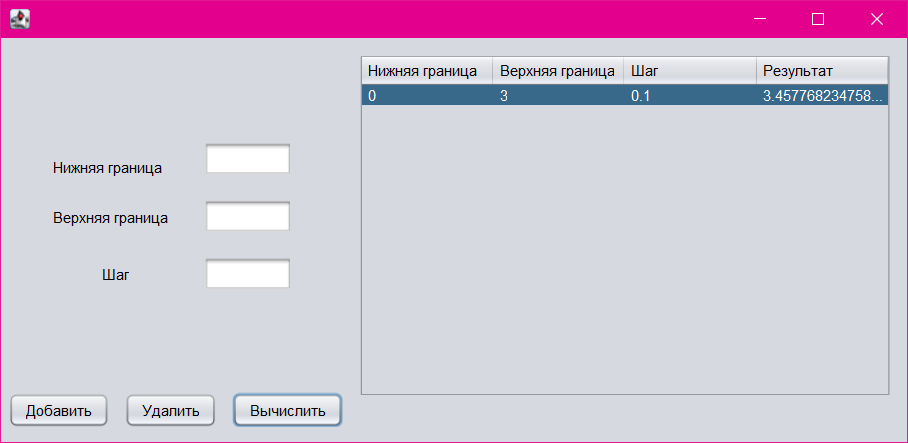 Нижняя граница Верхняя граница Шаг Результат
0 3 0.1 3.457768234758...
Нижняя граница
Верхняя граница
Шаг
Добавить Удалить Вычислить